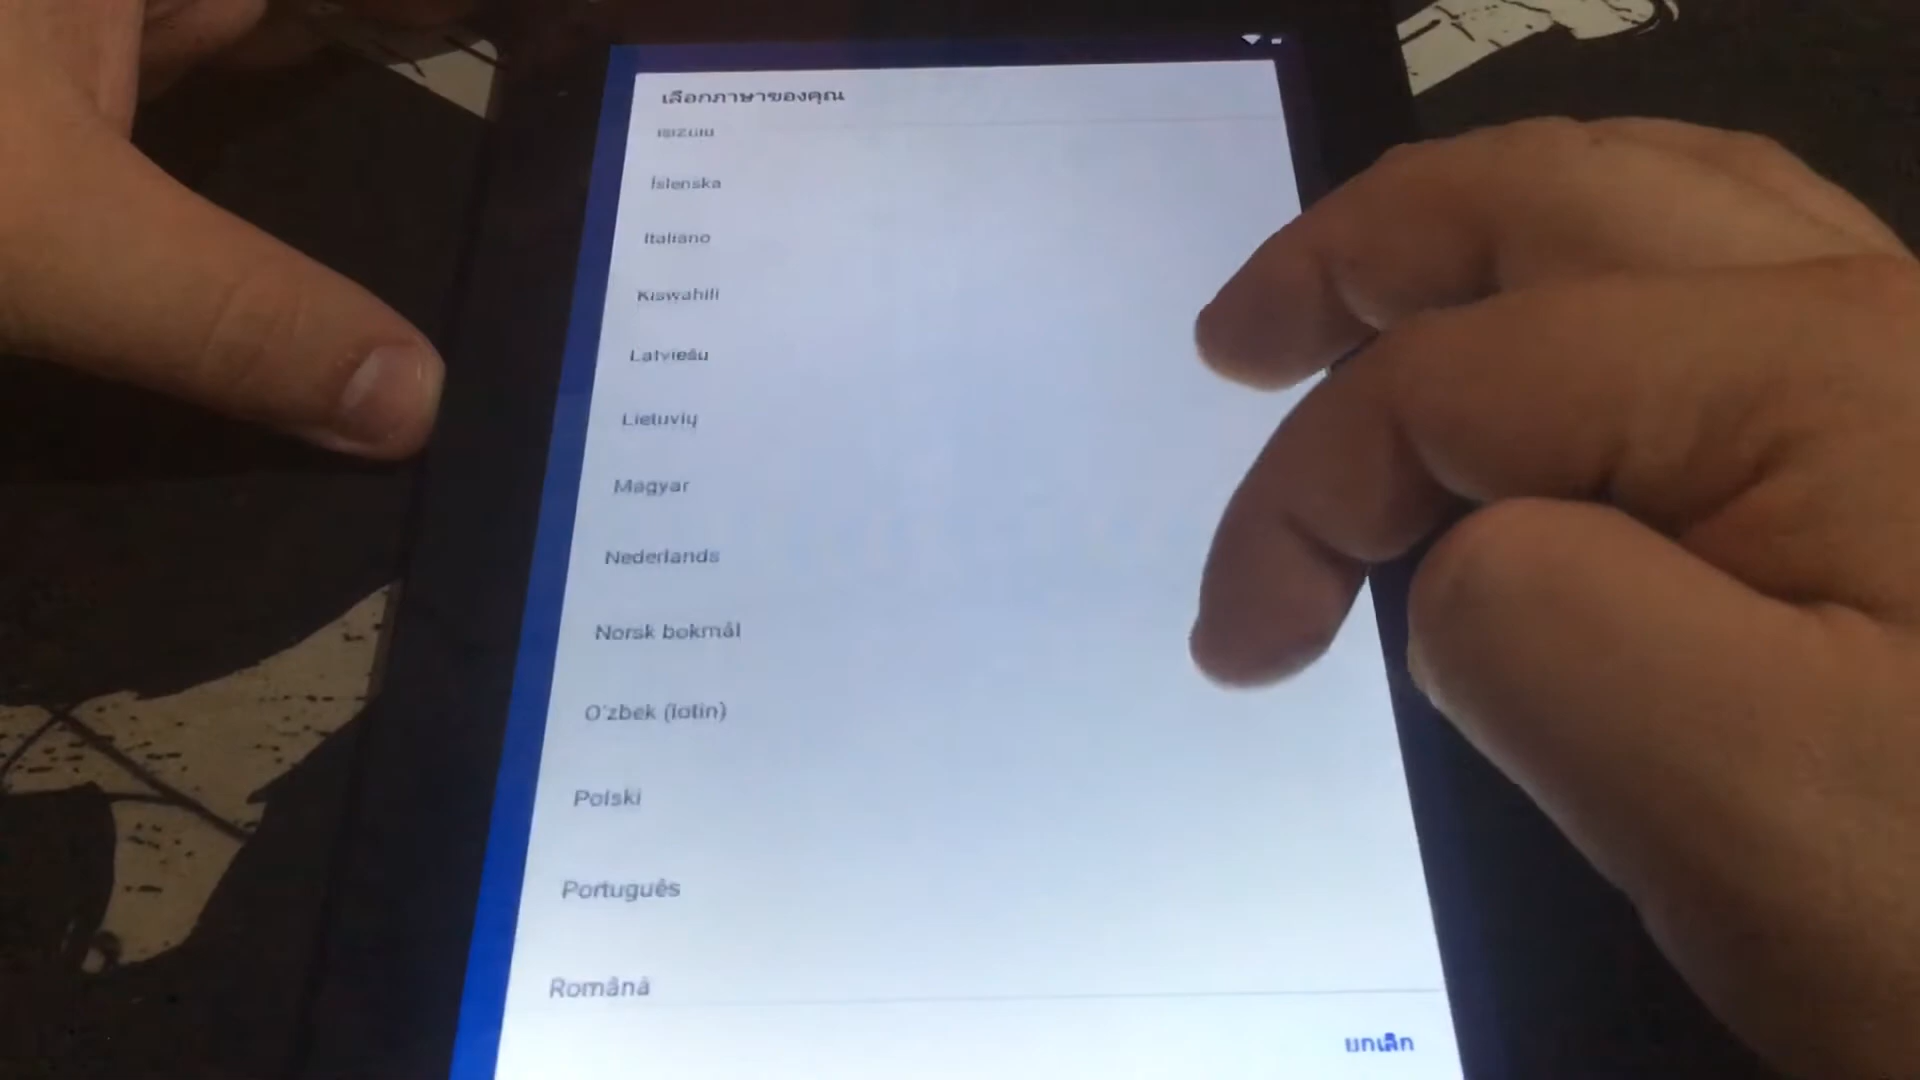 เลือกภาษาของคุณ
isiZulu
Íslenska
Italiano
Kiswahili
Latviešu
Lietuvių
Magyar
Nederlands
Norsk bokmål
O'zbek (lotin)
Polski
Português
Română
ยกเลิก